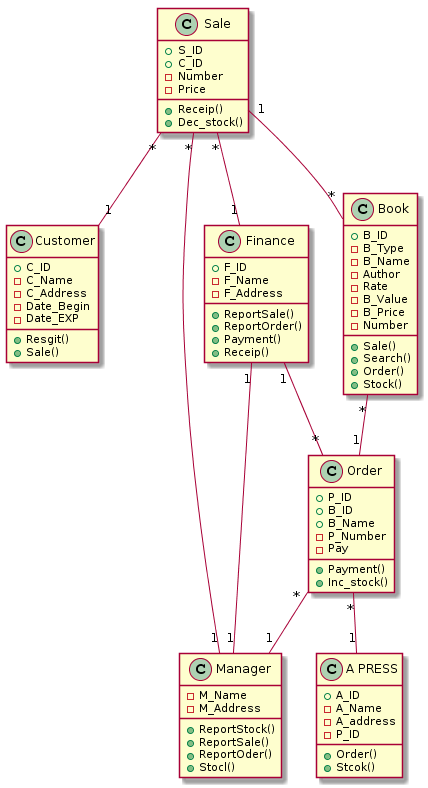 C Sale
S_ID
C_ID
Number
Price
Receip()
Dec_stock()
* * * 1
1 1 *
C Customer
C_ID
C_Name
C_Address
Date_Begin
Date_EXP
Resgit()
Sale()
C Finance
F_ID
F_Name
F_Address
ReportSale()
ReportOrder()
Payment()
Receip()
C Book
B_ID
B_Type
B_Name
Author
Rate
B_Value
B_Price
Number
Sale()
Search()
Order()
Stock()
1 1 *
* 1
C Order
P_ID
B_ID
B_Name
P_Number
Pay
Payment()
Inc_stock()
* *
1 1 1 1
C Manager
M_Name
M_Address
ReportStock()
ReportSale()
ReportOder()
Stocl()
C A PRESS
A_ID
A_Name
A_address
P_ID
Order()
Stcok()